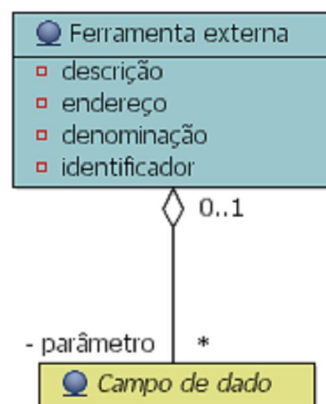 Ferramenta externa
descrição
endereço
denominação
identificador
0..1
- parâmetro *
Campo de dado